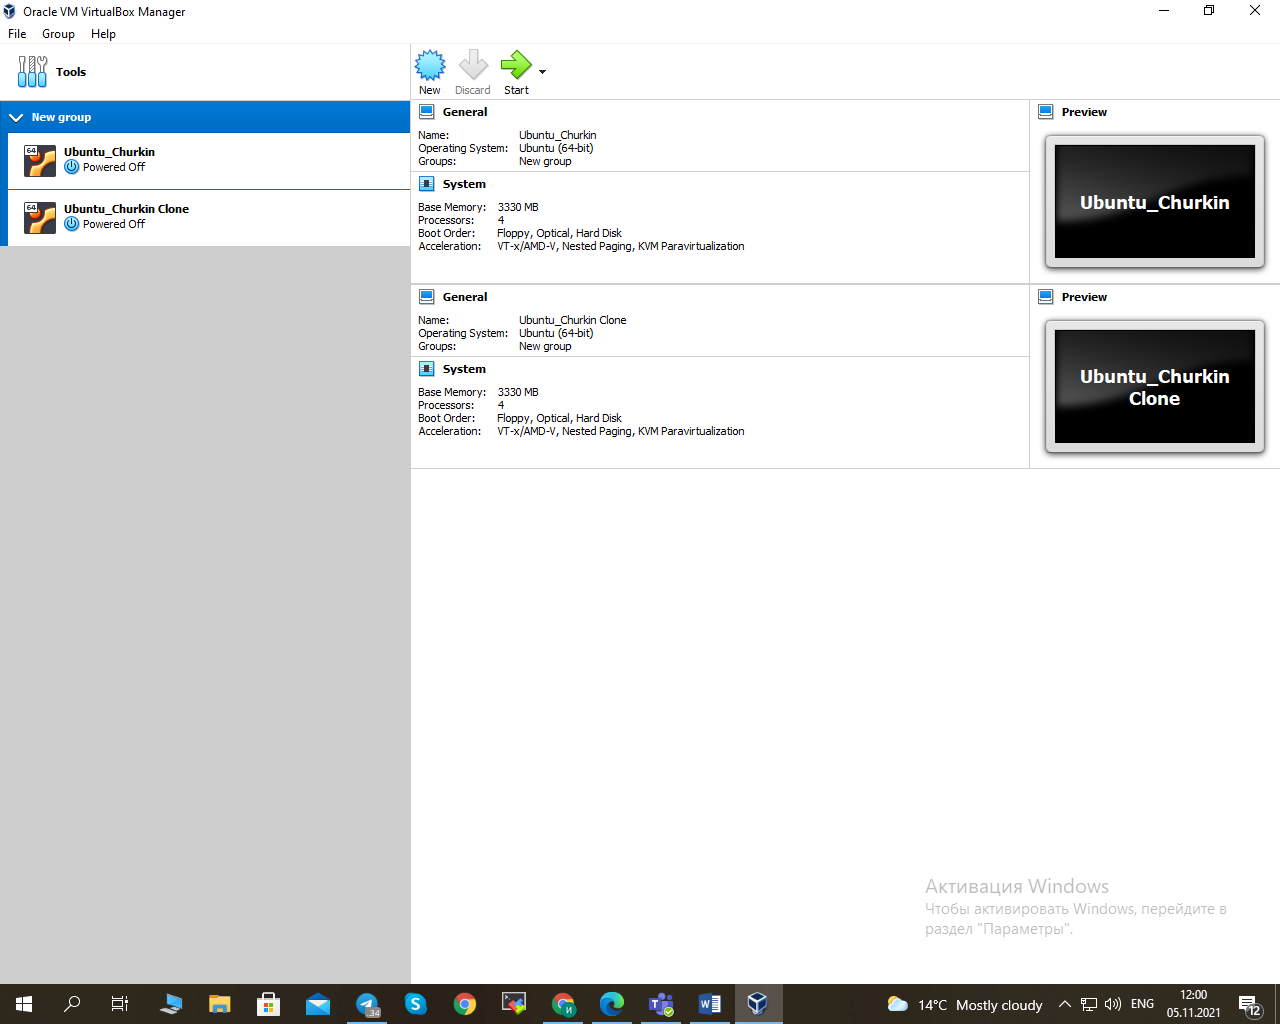 Oracle VM VirtualBox Manager
File Group Help
Tools
New Discard Start
New group
64 Ubuntu_Churkin
Powered Off
64 Ubuntu_Churkin Clone
Powered Off
General
Name: Ubuntu_Churkin
Operating System: Ubuntu (64-bit)
Groups: New group
System
Base Memory: 3330 MB
Processors: 4
Boot Order: Floppy, Optical, Hard Disk
Acceleration: VT-x/AMD-V, Nested Paging, KVM Paravirtualization
Preview
Ubuntu_Churkin
General
Name: Ubuntu_Churkin Clone
Operating System: Ubuntu (64-bit)
Groups: New group
System
Base Memory: 3330 MB
Processors: 4
Boot Order: Floppy, Optical, Hard Disk
Acceleration: VT-x/AMD-V, Nested Paging, KVM Paravirtualization
Preview
Ubuntu_Churkin
Clone
Активация Windows
Чтобы активировать Windows, перейдите в
раздел "Параметры".
.34
И
14°C Mostly cloudy
ENG
12:00
05.11.2021
12